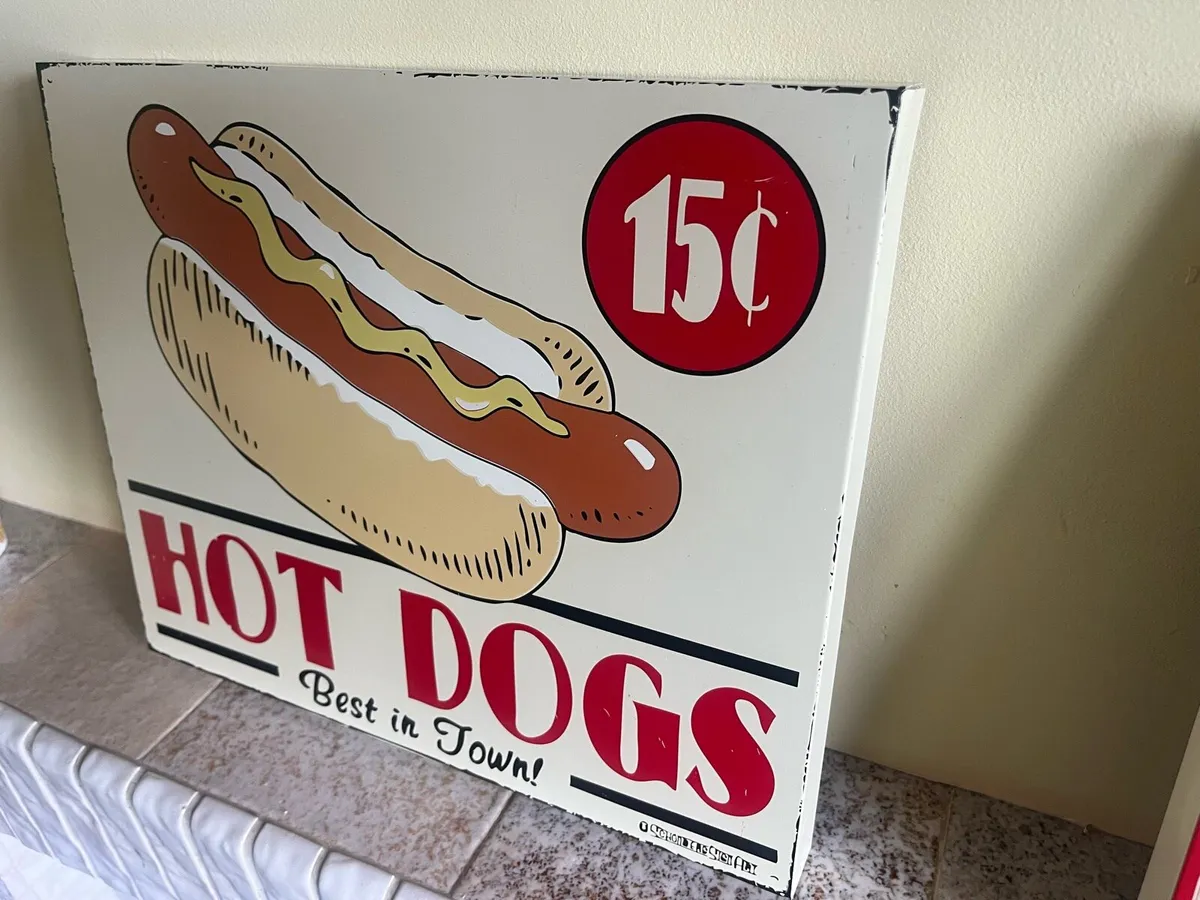 15¢
HOT DOGS
Best in Town!